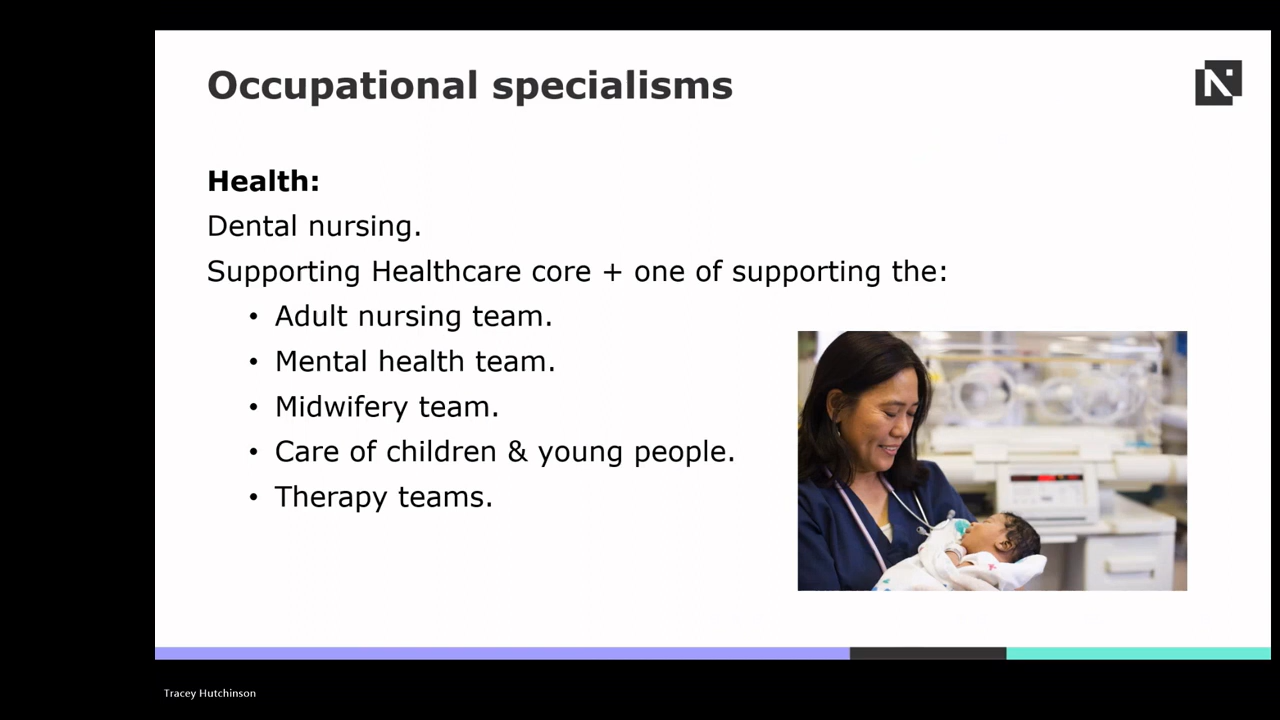 Occupational specialisms
Health:
Dental nursing.
Supporting Healthcare core + one of supporting the:
• Adult nursing team.
• Mental health team.
• Midwifery team.
• Care of children & young people.
• Therapy teams.
Tracey Hutchinson